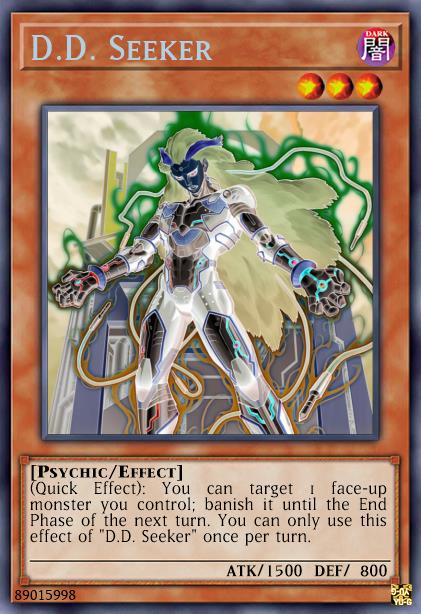 D.D. Seeker
DARK
闇
[Psychic/Effect]
(Quick Effect): You can target 1 face-up
monster you control; banish it until the End
Phase of the next turn. You can only use this
effect of "D.D. Seeker" once per turn.
ATK/1500 DEF/ 800
89015998